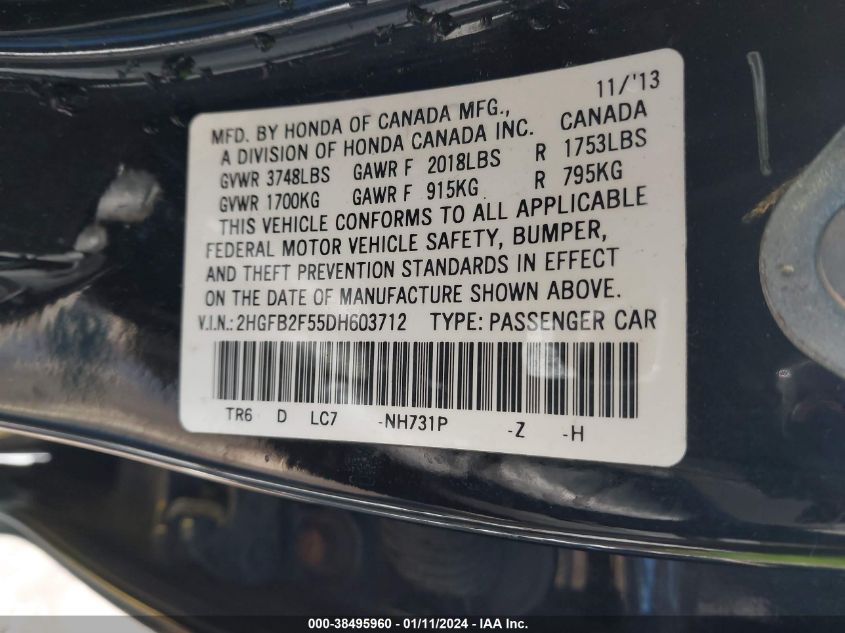 11/'13
MFD. BY HONDA OF CANADA MFG., CANADA
A DIVISION OF HONDA CANADA INC.
GVWR 3748LBS GAWR F 2018LBS R 1753LBS
GVWR 1700KG GAWR F 915KG R 795KG
THIS VEHICLE CONFORMS TO ALL APPLICABLE
FEDERAL MOTOR VEHICLE SAFETY, BUMPER,
AND THEFT PREVENTION STANDARDS IN EFFECT
ON THE DATE OF MANUFACTURE SHOWN ABOVE.
V.I.N.:2HGFB2F55DH603712 TYPE: PASSENGER CAR
TR6 D LC7 -NH731P -Z -H
000-38495960 - 01/11/2024 - IAA Inc.